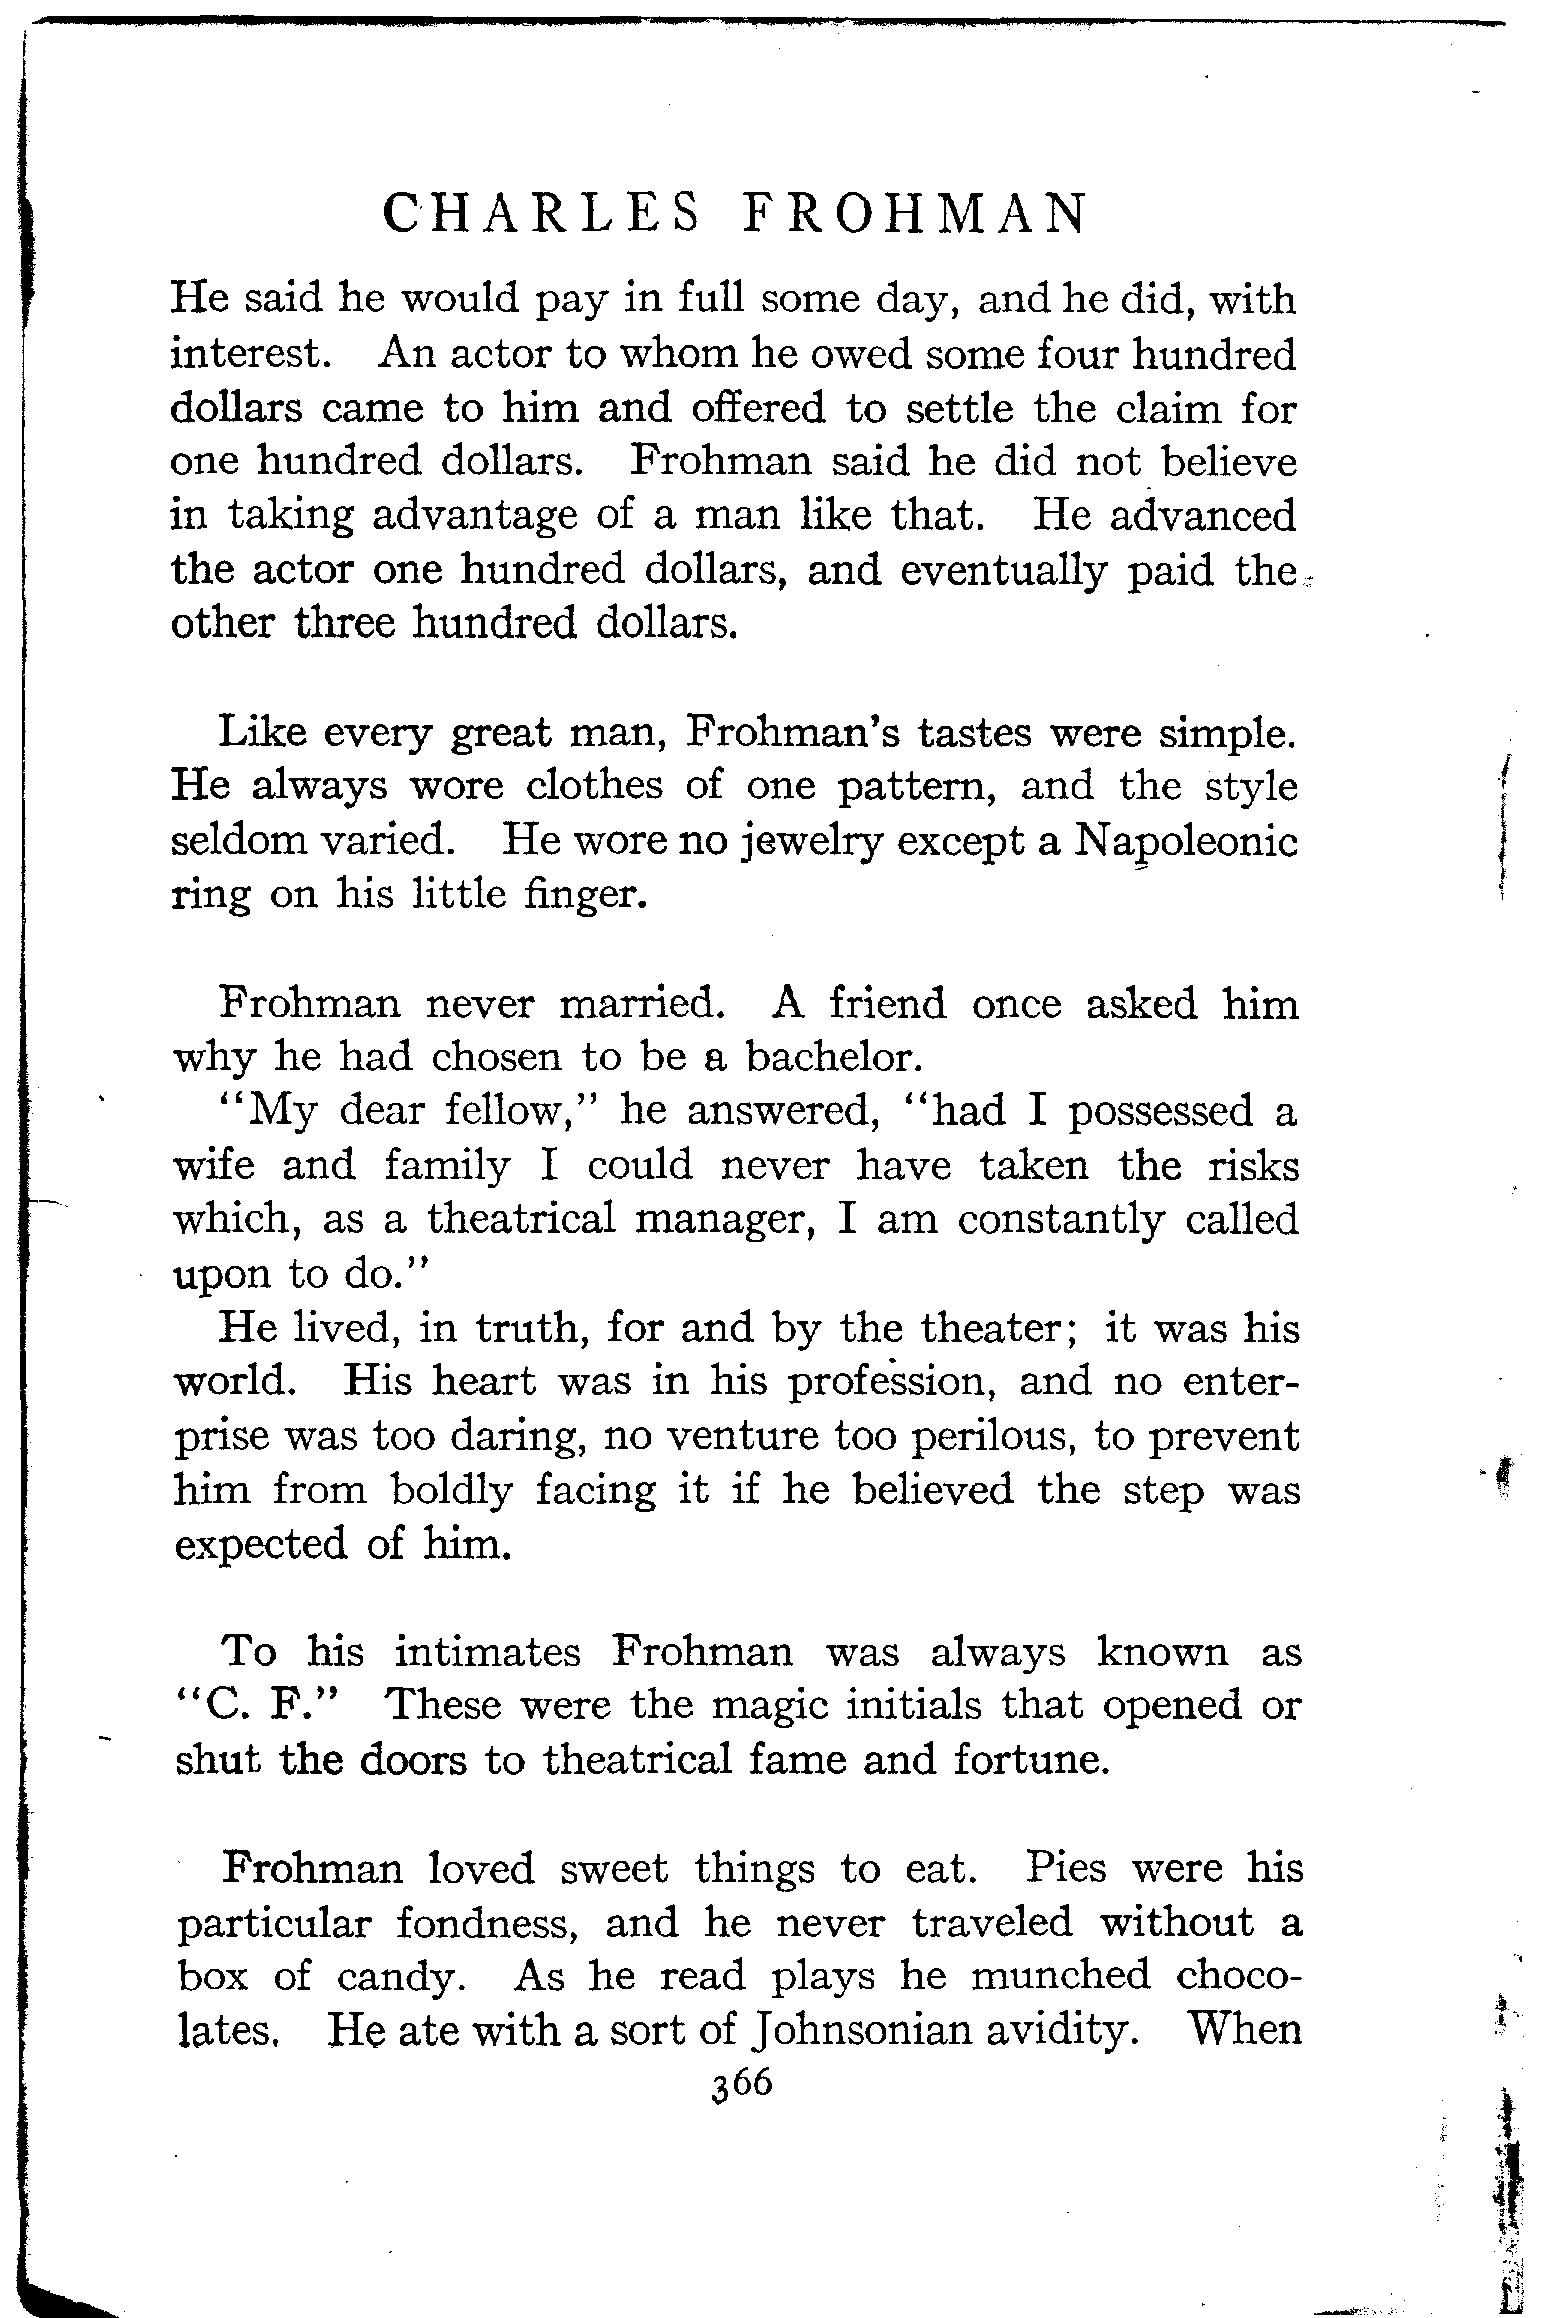 CHARLES FROHMAN
He said he would pay in full some day, and he did, with
interest. An actor to whom he owed some four hundred
dollars came to him and offered to settle the claim for
one hundred dollars. Frohman said he did not believe
in taking advantage of a man like that. He advanced
the actor one hundred dollars, and eventually paid the
other three hundred dollars.
Like every great man, Frohman's tastes were simple.
He always wore clothes of one pattern, and the style
seldom varied. He wore no jewelry except a Napoleonic
ring on his little finger.
Frohman never married. A friend once asked him
why he had chosen to be a bachelor.
"My dear fellow," he answered, "had I possessed a
wife and family I could never have taken the risks
which, as a theatrical manager, I am constantly called
upon to do."
He lived, in truth, for and by the theater; it was his
world. His heart was in his profession, and no enter-
prise was too daring, no venture too perilous, to prevent
him from boldly facing it if he believed the step was
expected of him.
To his intimates Frohman was always known as
"C. F." These were the magic initials that opened or
shut the doors to theatrical fame and fortune.
Frohman loved sweet things to eat. Pies were his
particular fondness, and he never traveled without a
box of candy. As he read plays he munched choco-
lates. He ate with a sort of Johnsonian avidity. When
366